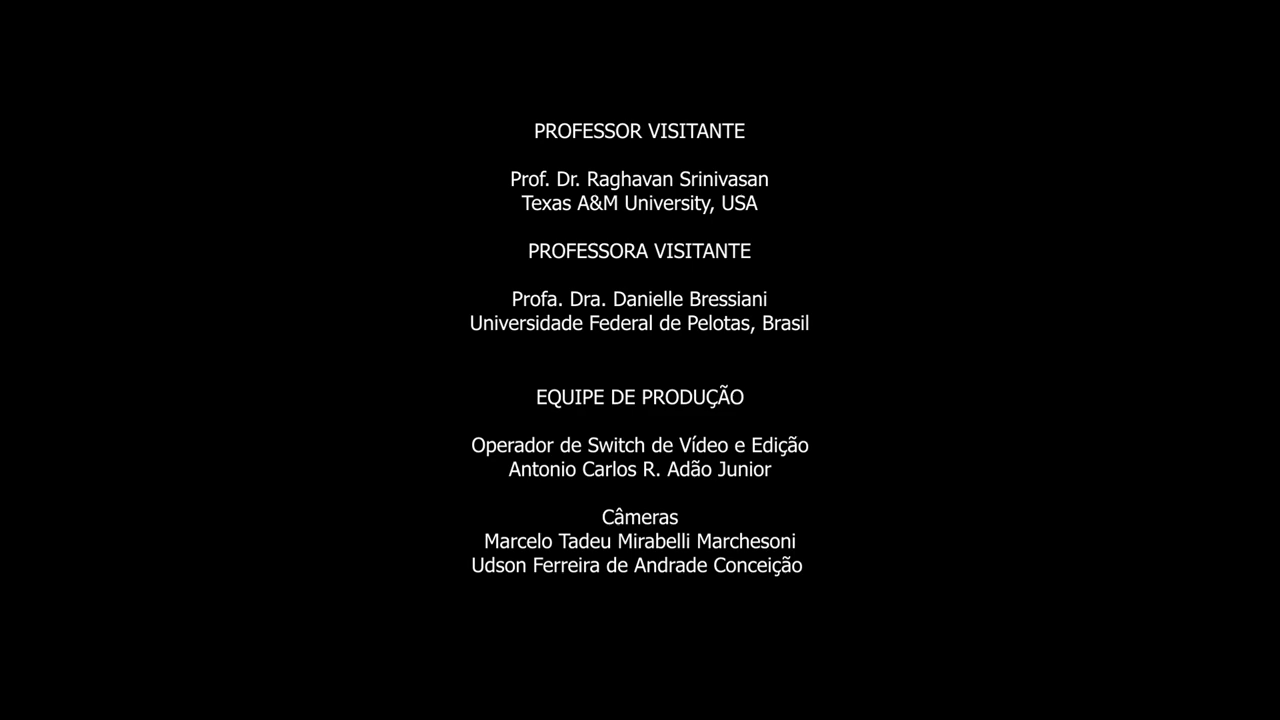 PROFESSOR VISITANTE
Prof. Dr. Raghavan Srinivasan
Texas A&M University, USA
PROFESSORA VISITANTE
Profa. Dra. Danielle Bressiani
Universidade Federal de Pelotas, Brasil
EQUIPE DE PRODUÇÃO
Operador de Switch de Vídeo e Edição
Antonio Carlos R. Adão Junior
Câmeras
Marcelo Tadeu Mirabelli Marchesoni
Udson Ferreira de Andrade Conceição